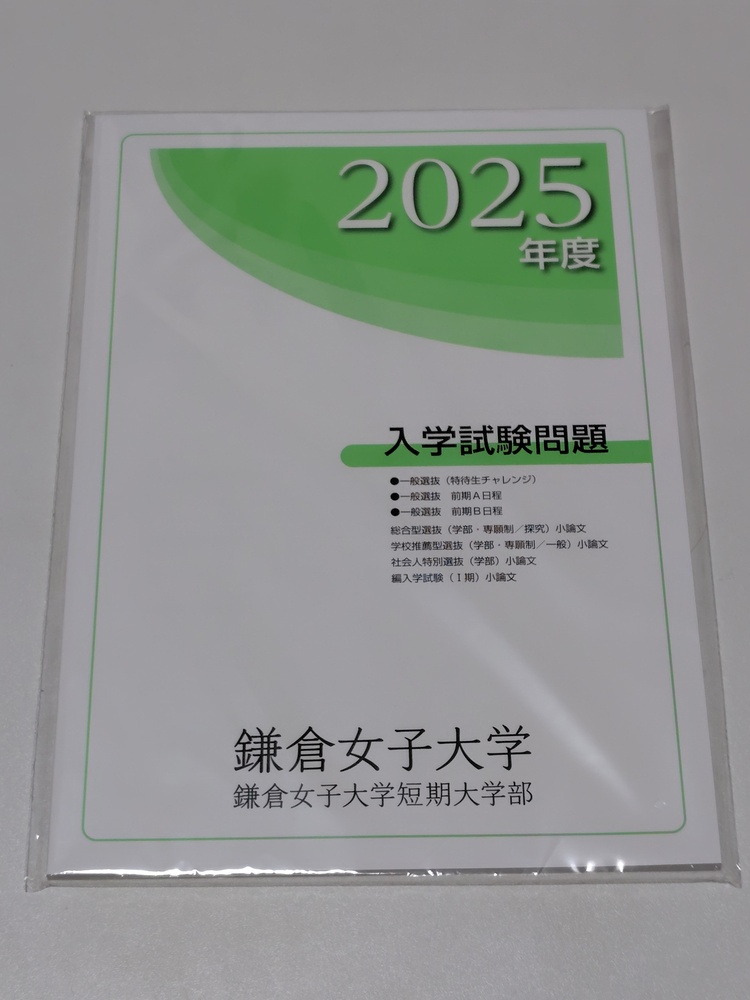 2025
年度
入学試験問題
●一般選抜（特待生チャレンジ）
●一般選抜　前期Ａ日程
●一般選抜　前期Ｂ日程
総合型選抜（学部・専願制／探究）小論文
学校推薦型選抜（学部・専願制／一般）小論文
社会人特別選抜（学部）小論文
編入学試験（Ⅰ期）小論文
鎌倉女子大学
鎌倉女子大学短期大学部